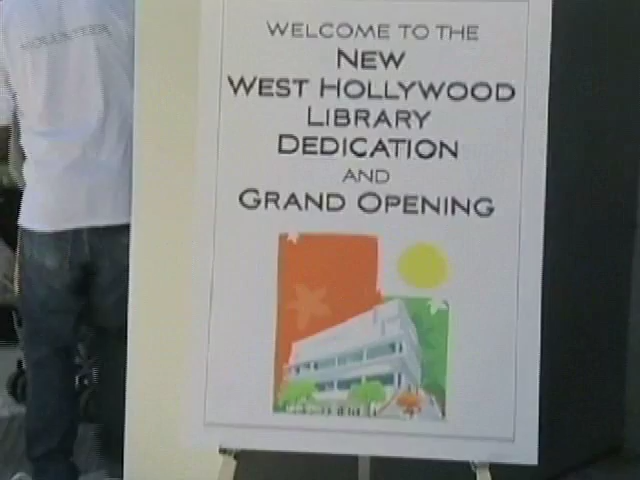 WELCOME TO THE
NEW
WEST HOLLYWOOD
LIBRARY
DEDICATION
AND
GRAND OPENING